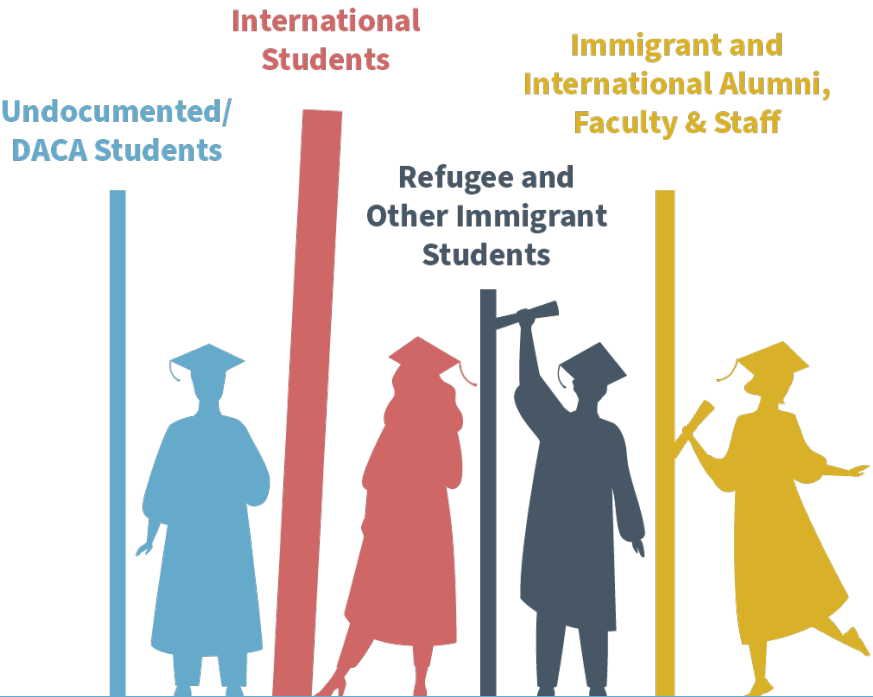 International
Students
Undocumented/
DACA Students
Refugee and
Other Immigrant
Students
Immigrant and
International Alumni,
Faculty & Staff